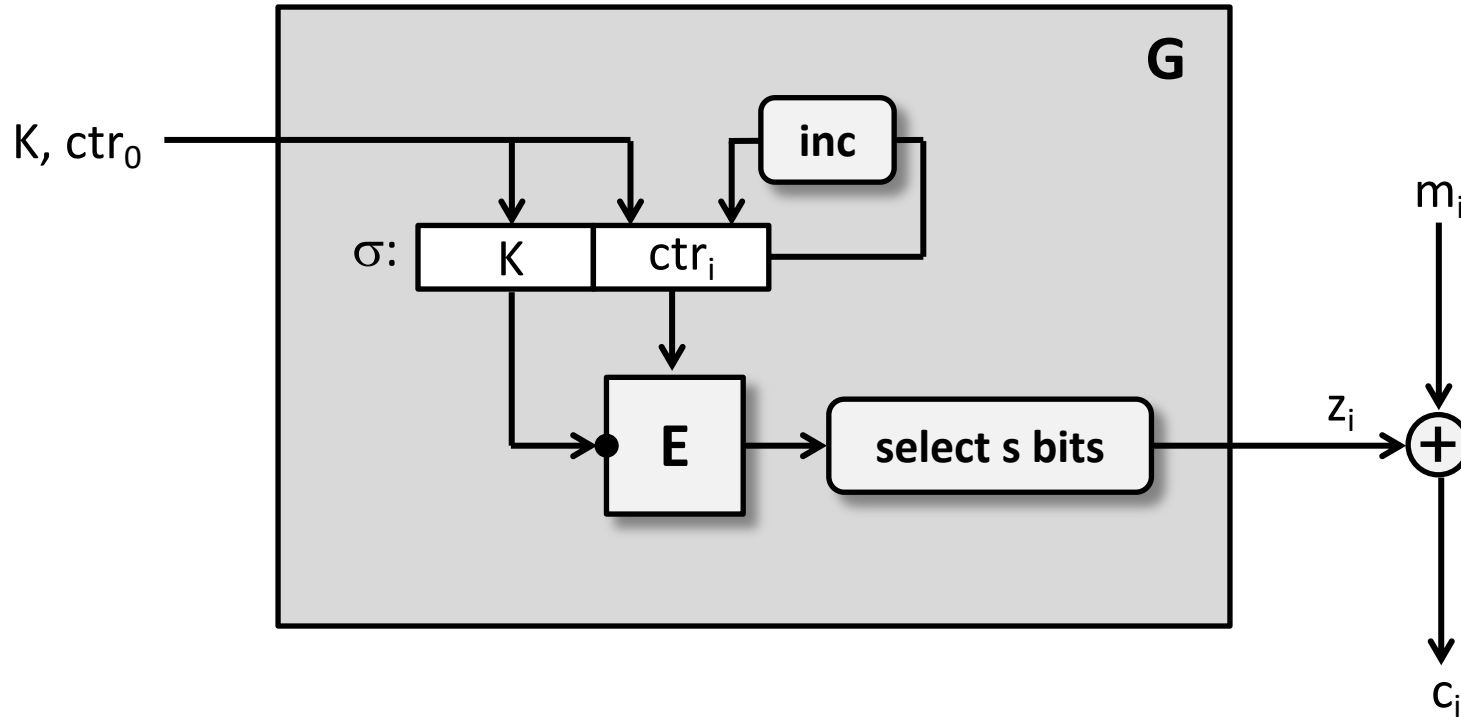 G
inc
K, ctr₀
mᵢ
σ: K ctrᵢ
zᵢ
E
select s bits
+
cᵢ